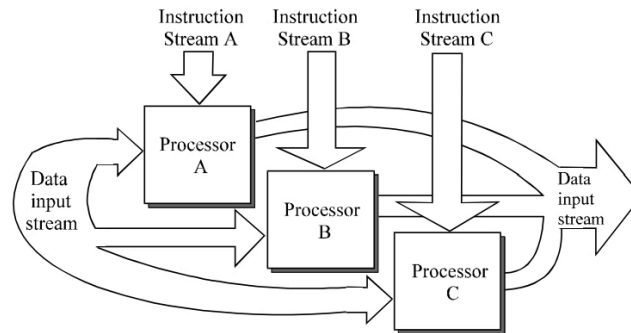 Instruction
Stream A
Instruction
Stream B
Instruction
Stream C
Processor
A
Data
input
stream
Processor
B
Data
input
stream
Processor
C